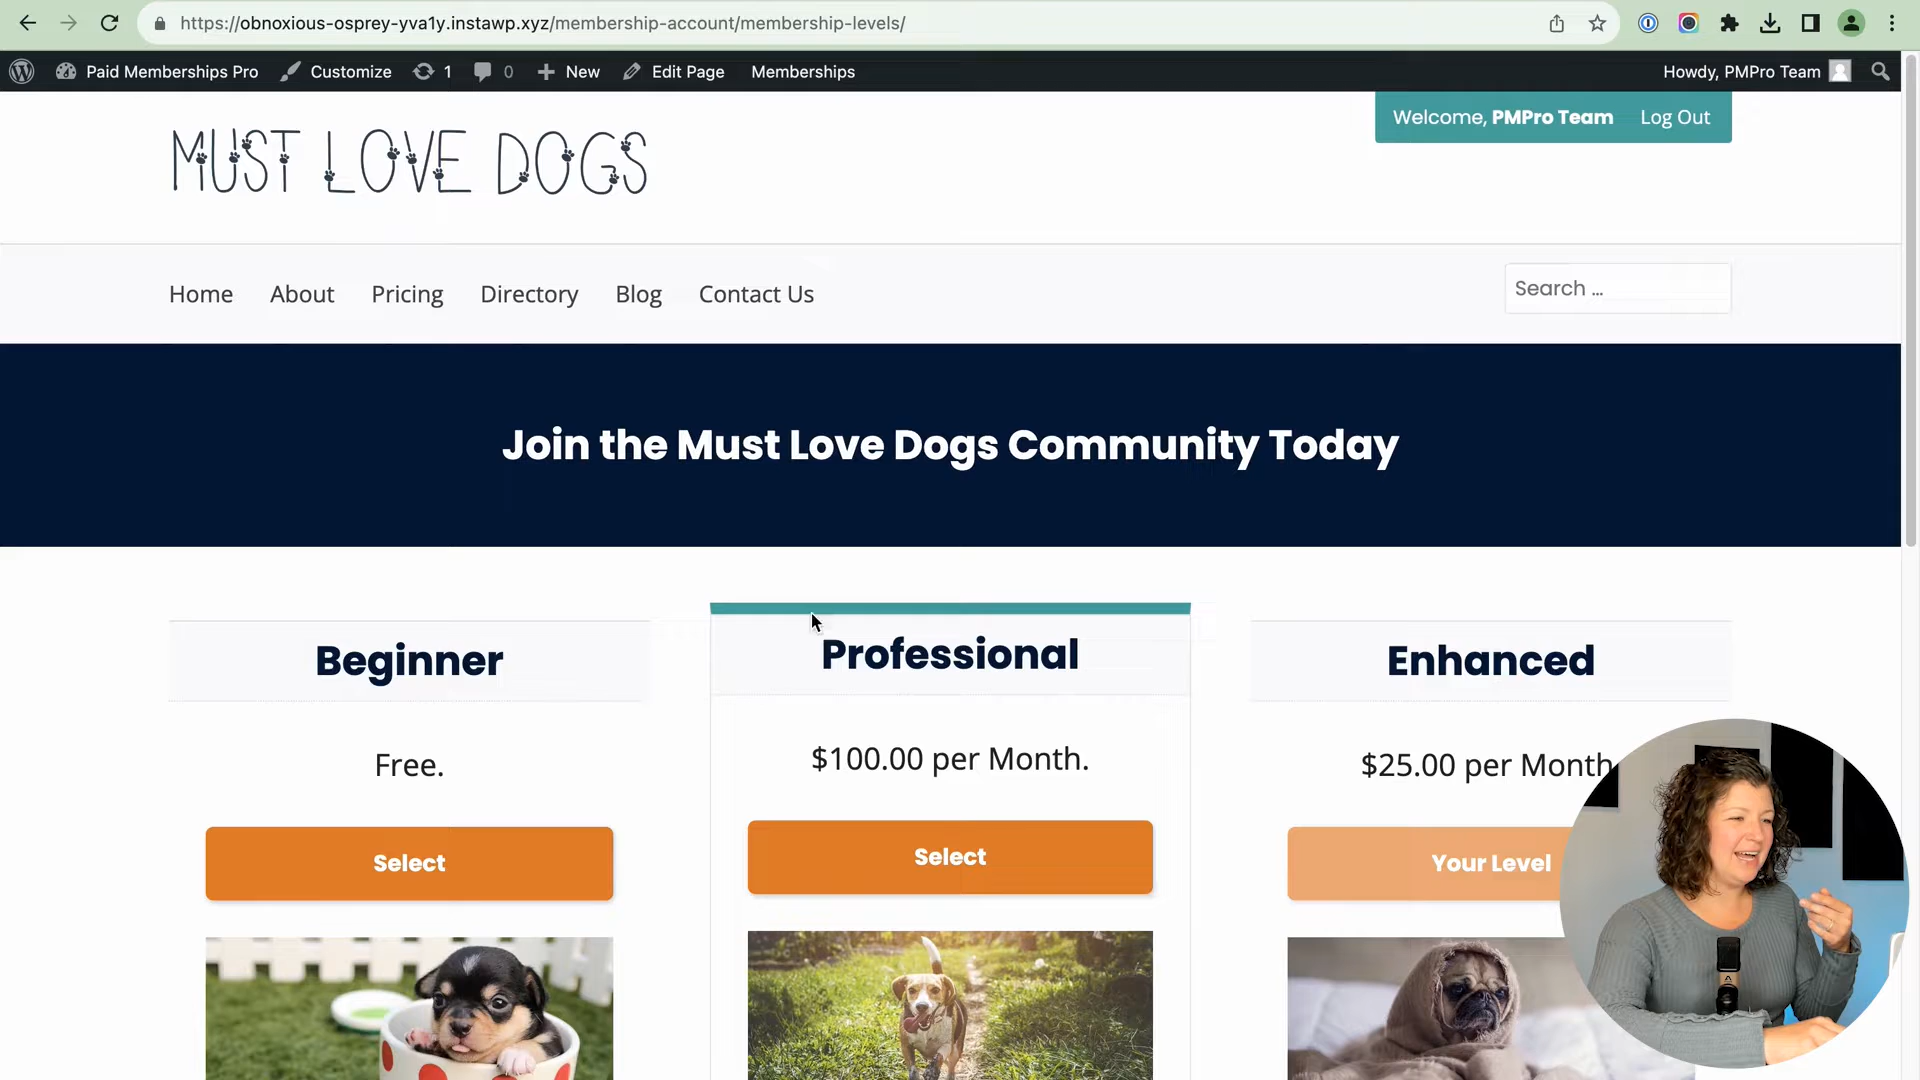 https://obnoxious-osprey-yva1y.instawp.xyz/membership-account/membership-levels/
Paid Memberships Pro Customize 1 0 New Edit Page Memberships Howdy, PMPro Team
Welcome, PMPro Team Log Out
MUST LOVE DOGS
Home About Pricing Directory Blog Contact Us Search ...
Join the Must Love Dogs Community Today
Beginner
Professional
Enhanced
Free.
$100.00 per Month.
$25.00 per Month
Select
Select
Your Level